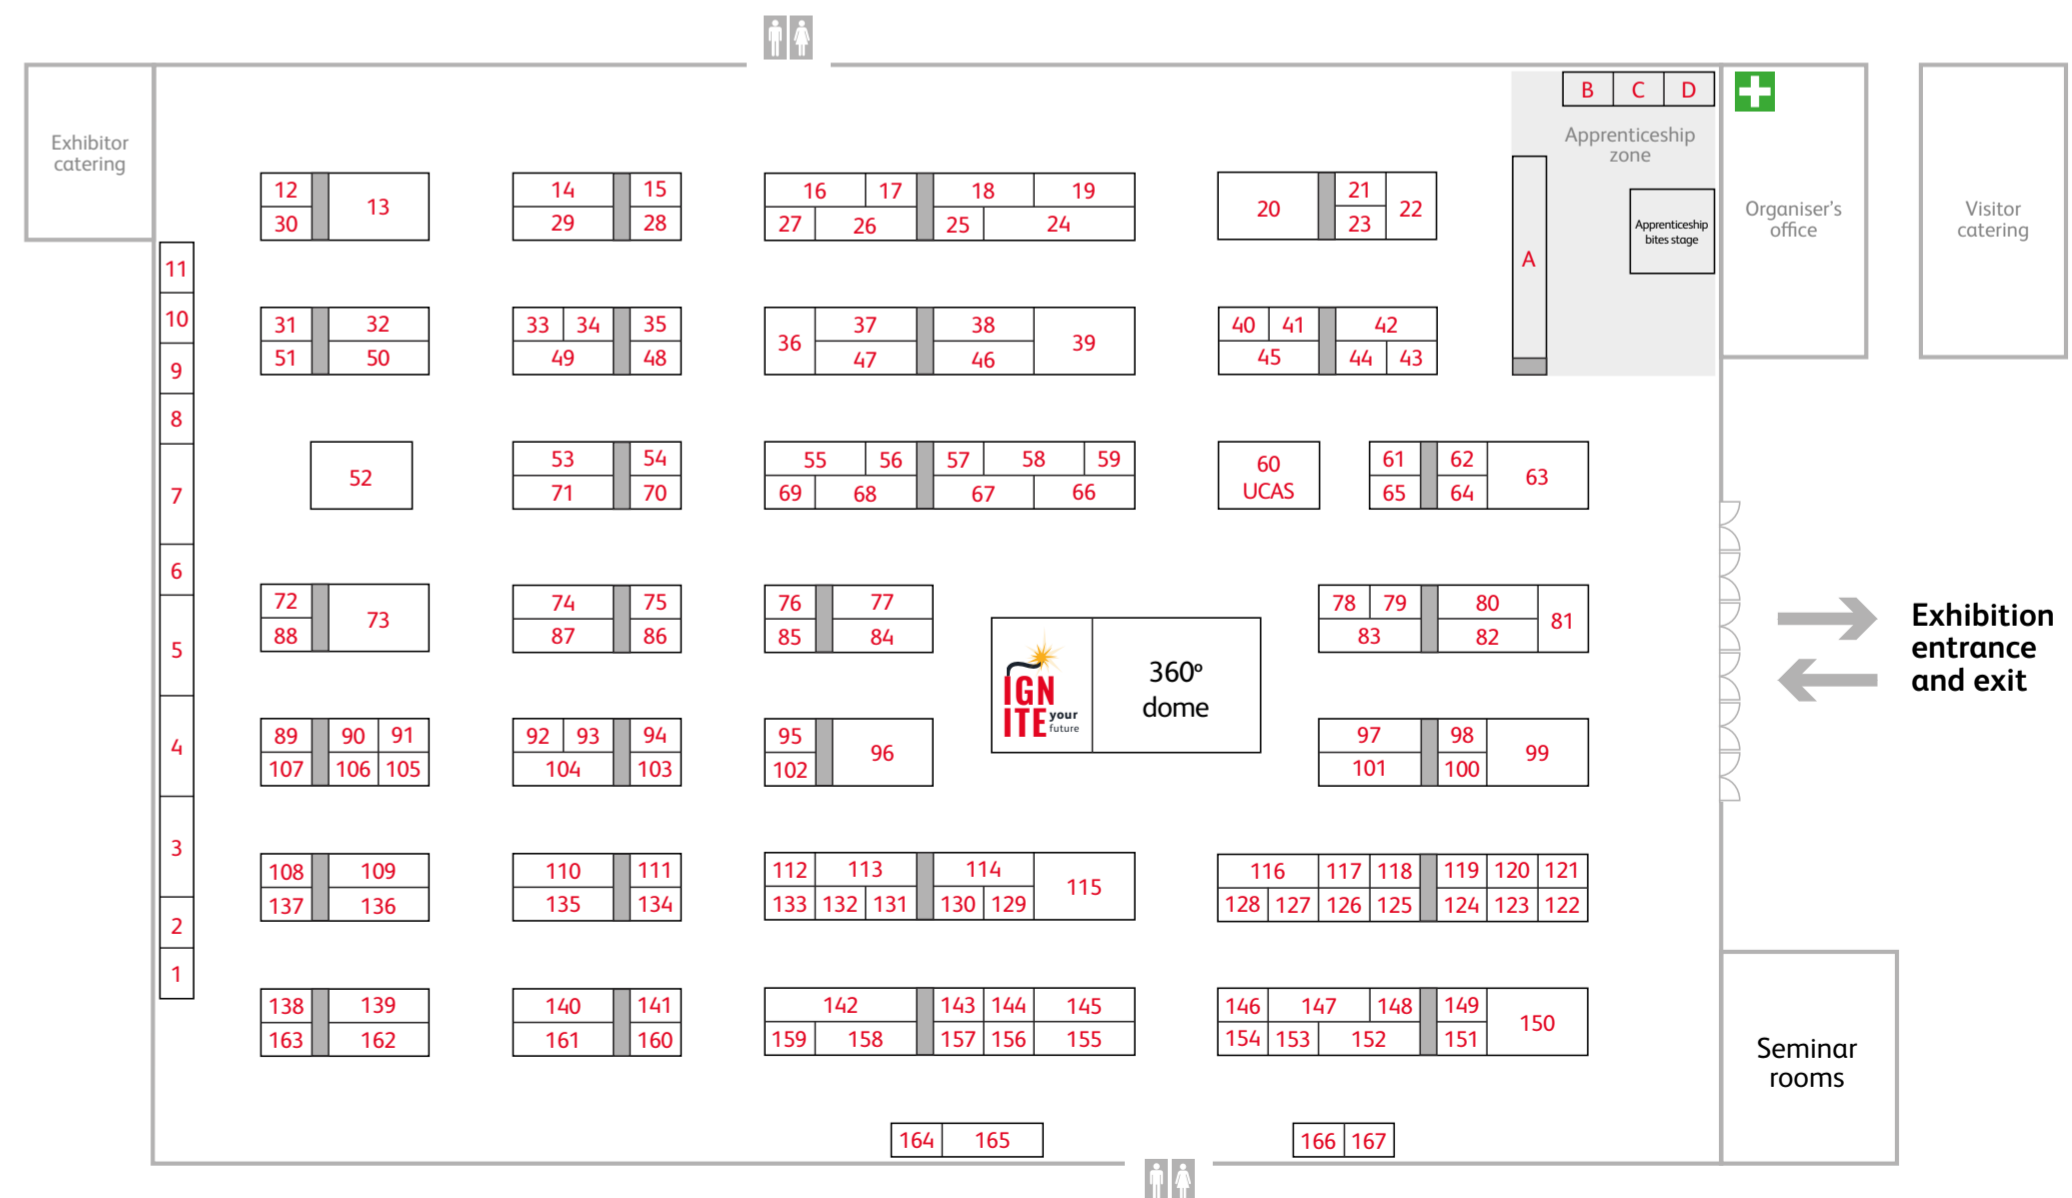 B C D
Exhibitor
catering
Apprenticeship
zone
12 13 14 15 16 17 18 19 20 21 22
30 29 28 27 26 25 24 23
Apprenticeship
bites stage
Organiser's
office
Visitor
catering
A
11
10
9
8
7
6
5
4
3
2
1
31 32 33 34 35 36 37 38 39 40 41 42
51 50 49 48 47 46 45 44 43
52 53 54 55 56 57 58 59 60 61 62 63
UCAS
71 70 69 68 67 66 65 64
72 73 74 75 76 77 78 79 80 81
88 87 86 85 84 83 82
IGN
ITE your
future
360º
dome
Exhibition
entrance
and exit
89 90 91 92 93 94 95 96 97 98 99
107 106 105 104 103 102 101 100
108 109 110 111 112 113 114 115 116 117 118 119 120 121
137 136 135 134 133 132 131 130 129 128 127 126 125 124 123 122
138 139 140 141 142 143 144 145 146 147 148 149 150
163 162 161 160 159 158 157 156 155 154 153 152 151
Seminar
rooms
164 165 166 167